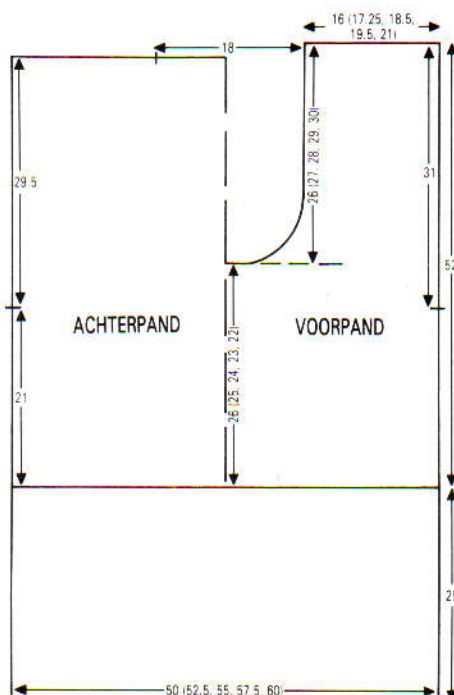 16 (17.25, 18.5,
19.5, 21)
18
26 (27, 28, 29, 30)
31
29.5
52
ACHTERPAND
VOORPAND
26 (25, 24, 23, 22)
21
50 (52.5, 55, 57.5, 60)